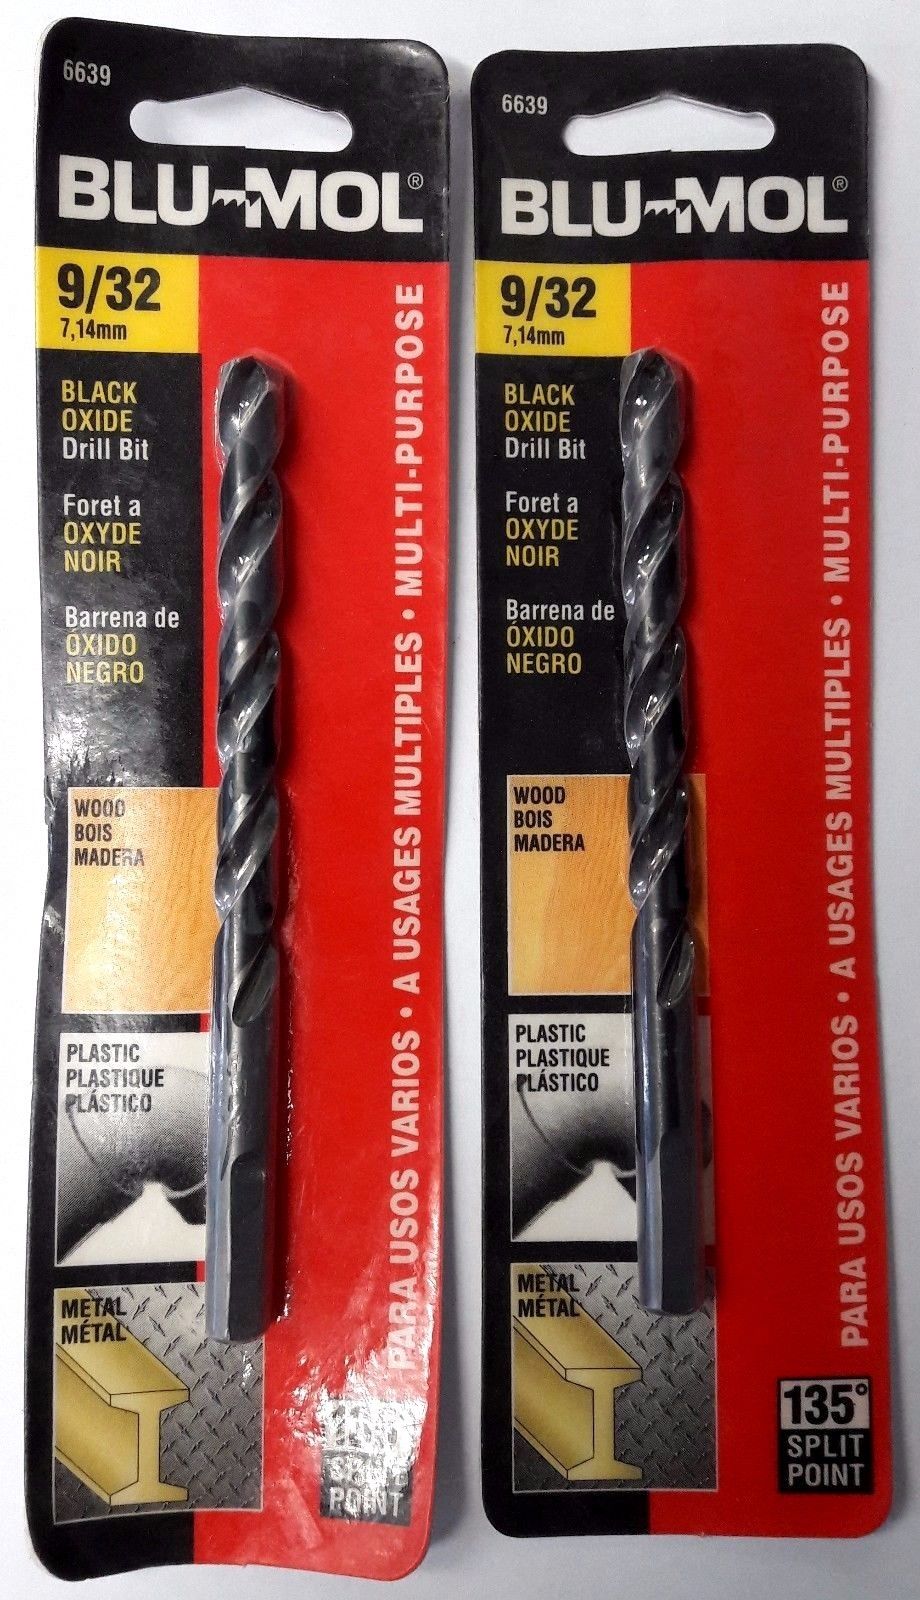 6639
BLU-MOL®
9/32
7,14mm
BLACK
OXIDE
Drill Bit
Foret a
OXYDE
NOIR
Barrena de
ÓXIDO
NEGRO
WOOD
BOIS
MADERA
PLASTIC
PLASTIQUE
PLÁSTICO
METAL
MÉTAL
PARA USOS VARIOS • A USAGES MULTIPLES • MULTI-PURPOSE
SPLIT
POINT
6639
BLU-MOL®
9/32
7,14mm
BLACK
OXIDE
Drill Bit
Foret a
OXYDE
NOIR
Barrena de
ÓXIDO
NEGRO
WOOD
BOIS
MADERA
PLASTIC
PLASTIQUE
PLÁSTICO
METAL
MÉTAL
PARA USOS VARIOS • A USAGES MULTIPLES • MULTI-PURPOSE
135°
SPLIT
POINT